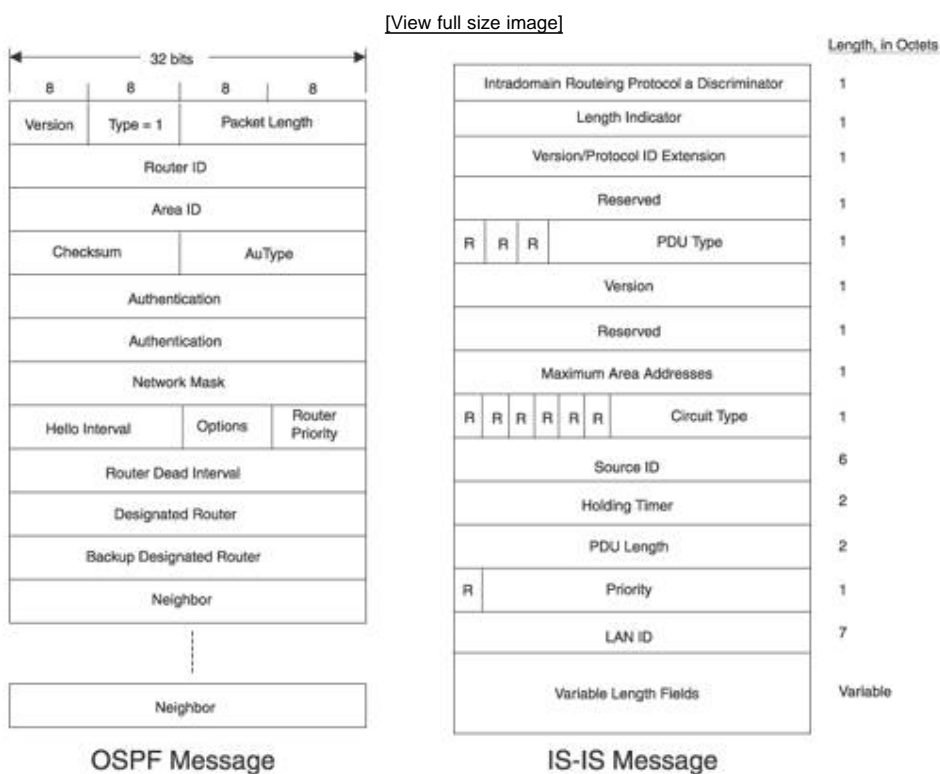 [View full size image]
32 bits
8 8 8 8
Version Type = 1 Packet Length
Router ID
Area ID
Checksum AuType
Authentication
Authentication
Network Mask
Hello Interval Options Router Priority
Router Dead Interval
Designated Router
Backup Designated Router
Neighbor
Neighbor
OSPF Message
Length, in Octets
Intradomain Routeing Protocol a Discriminator 1
Length Indicator 1
Version/Protocol ID Extension 1
Reserved 1
R R R PDU Type 1
Version 1
Reserved 1
Maximum Area Addresses 1
R R R R R R Circuit Type 1
Source ID 6
Holding Timer 2
PDU Length 2
R Priority 1
LAN ID 7
Variable Length Fields Variable
IS-IS Message